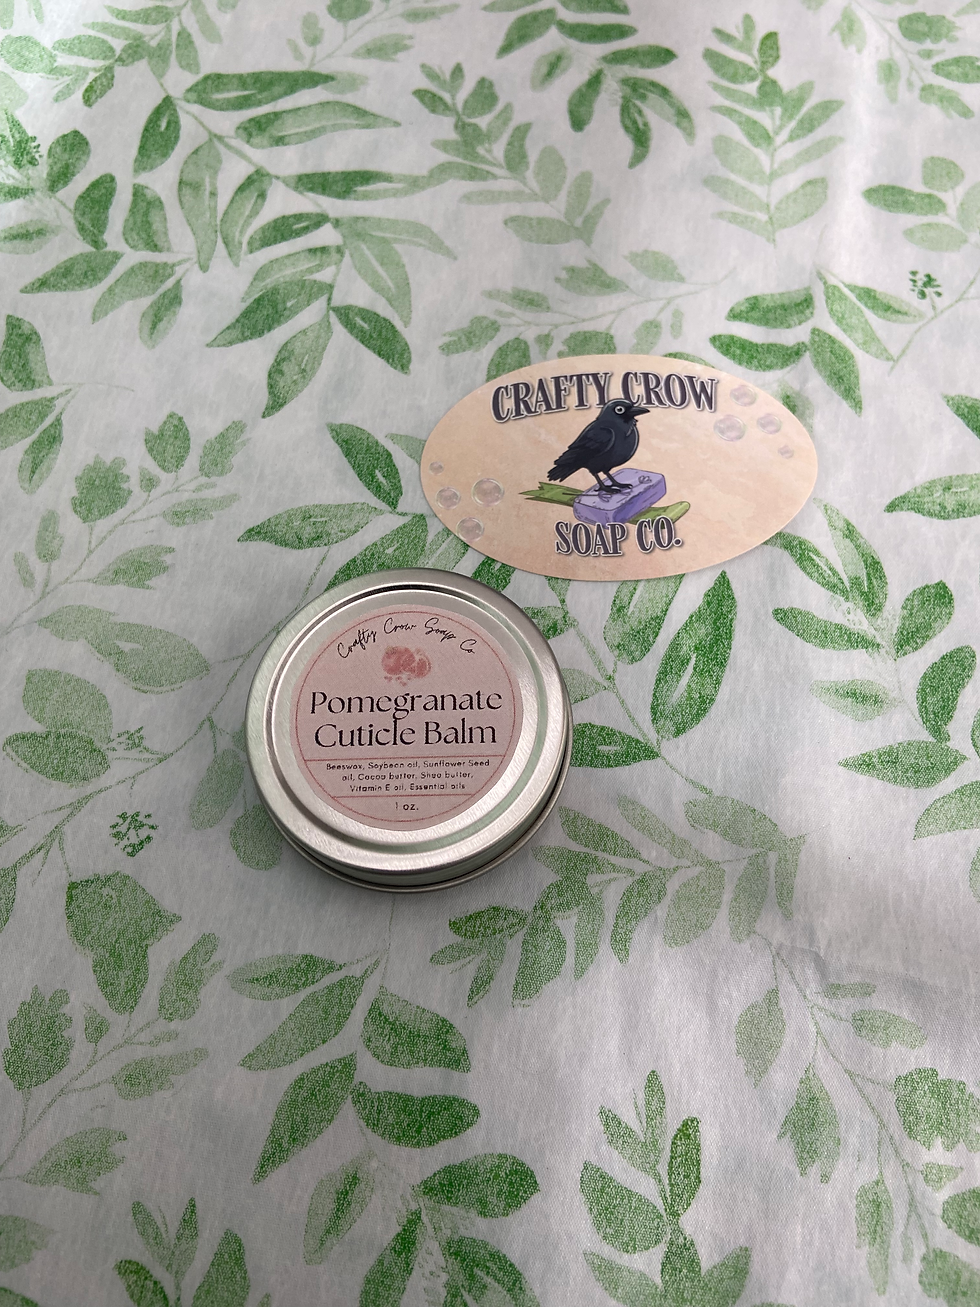 CRAFTY CROW
SOAP CO.
Crafty Crow Soap Co.
Pomegranate
Cuticle Balm
Beeswax, Soybean oil, Sunflower Seed
oil, Cocoa butter, Shea butter,
Vitamin E oil, Essential oils
1 oz.